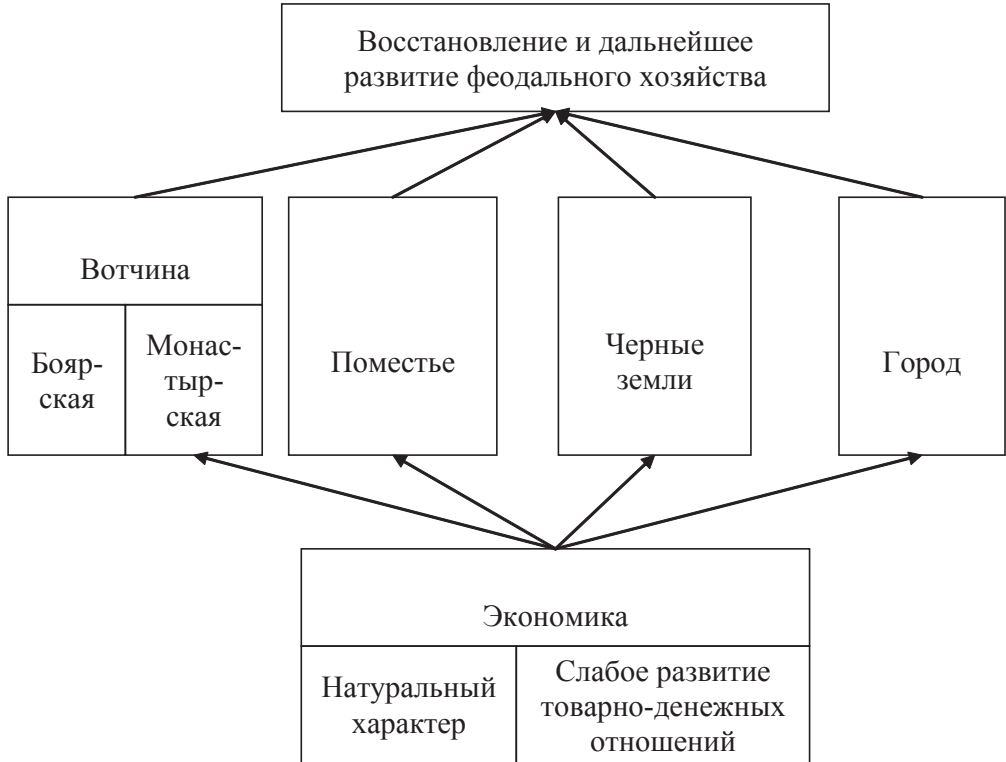 Восстановление и дальнейшее
развитие феодального хозяйства
Вотчина
Бояр-
ская
Монас-
тыр-
ская
Поместье
Черные
земли
Город
Экономика
Натуральный
характер
Слабое развитие
товарно-денежных
отношений